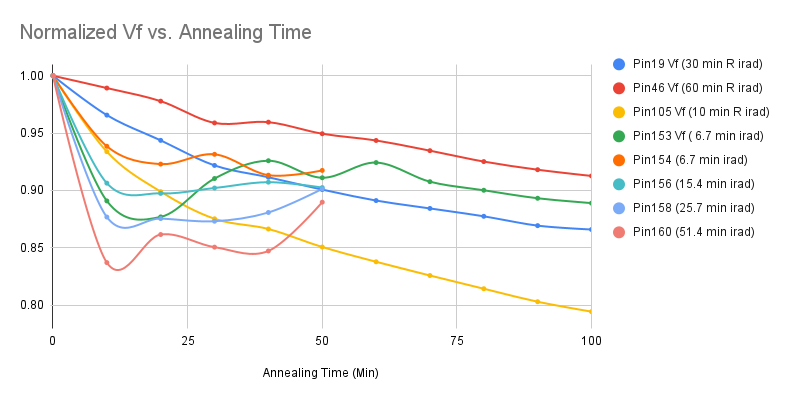 Normalized Vf vs. Annealing Time
1.00
0.95
0.90
0.85
0.80
0
25
50
75
100
Annealing Time (Min)
Pin19 Vf (30 min R irad)
Pin46 Vf (60 min R irad)
Pin105 Vf (10 min R irad)
Pin153 Vf ( 6.7 min irad)
Pin154 (6.7 min irad)
Pin156 (15.4 min irad)
Pin158 (25.7 min irad)
Pin160 (51.4 min irad)